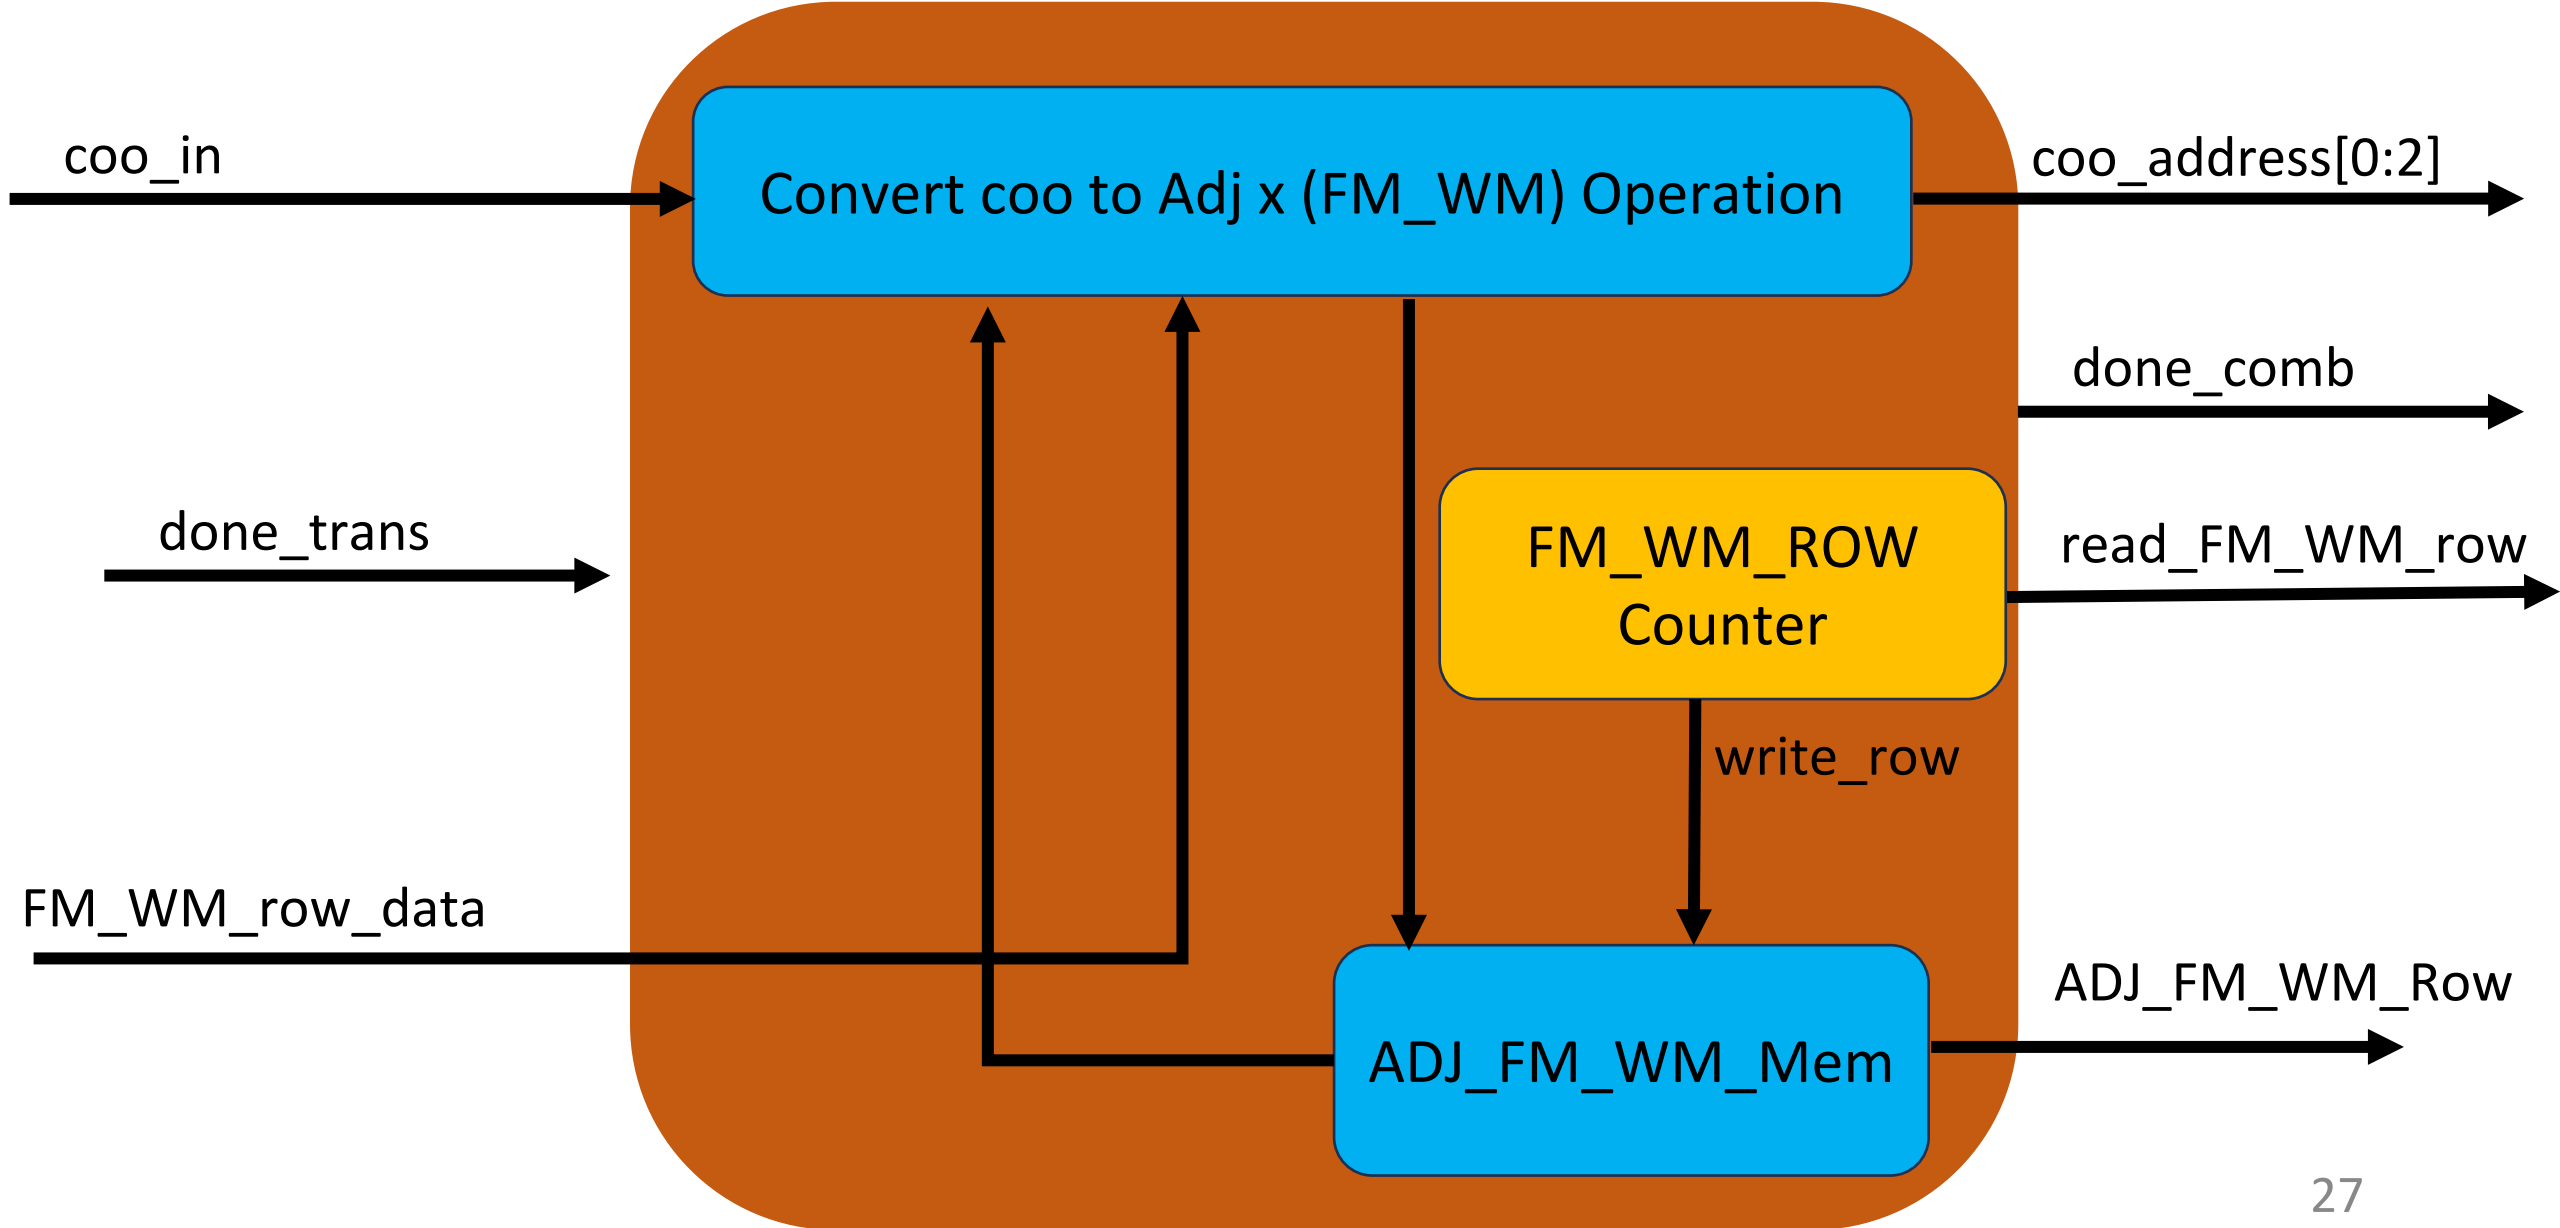 coo_in
Convert coo to Adj x (FM_WM) Operation
coo_address[0:2]
done_comb
done_trans
FM_WM_ROW
Counter
read_FM_WM_row
write_row
FM_WM_row_data
ADJ_FM_WM_Mem
ADJ_FM_WM_Row
27